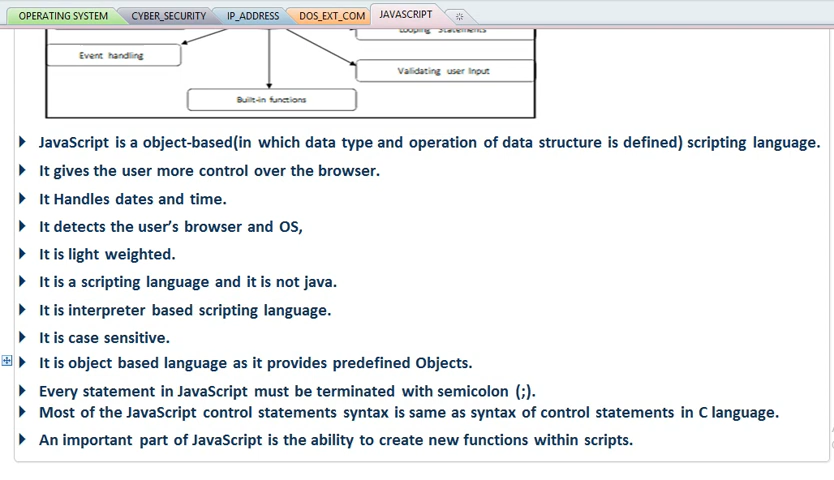 OPERATING SYSTEM CYBER_SECURITY IP_ADDRESS DOS_EXT_COM JAVASCRIPT
Looping Statements
Event handling
Validating user Input
Built-in functions
JavaScript is a object-based(in which data type and operation of data structure is defined) scripting language.
It gives the user more control over the browser.
It Handles dates and time.
It detects the user’s browser and OS,
It is light weighted.
It is a scripting language and it is not java.
It is interpreter based scripting language.
It is case sensitive.
It is object based language as it provides predefined Objects.
Every statement in JavaScript must be terminated with semicolon (;).
Most of the JavaScript control statements syntax is same as syntax of control statements in C language.
An important part of JavaScript is the ability to create new functions within scripts.